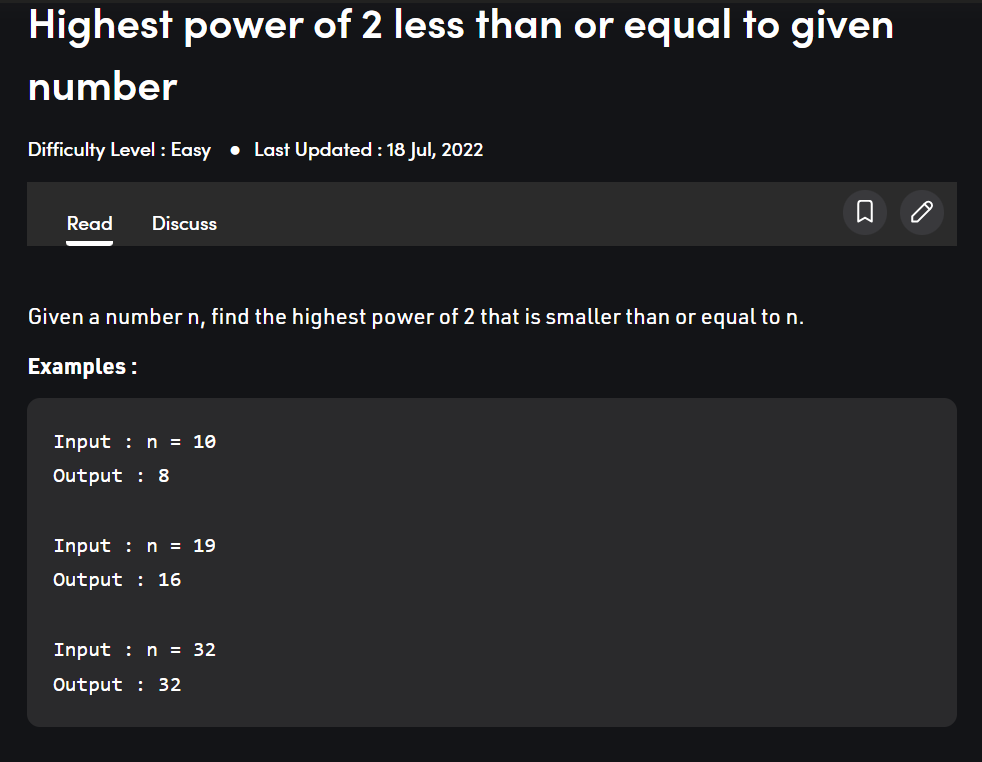 Highest power of 2 less than or equal to given
number
Difficulty Level : Easy ● Last Updated : 18 Jul, 2022
Read Discuss
Given a number n, find the highest power of 2 that is smaller than or equal to n.
Examples :
Input : n = 10
Output : 8
Input : n = 19
Output : 16
Input : n = 32
Output : 32